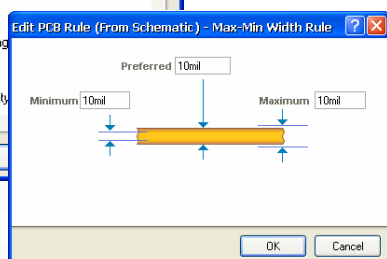 Edit PCB Rule (From Schematic) - Max-Min Width Rule
Preferred 10mil
Minimum 10mil Maximum 10mil
OK Cancel